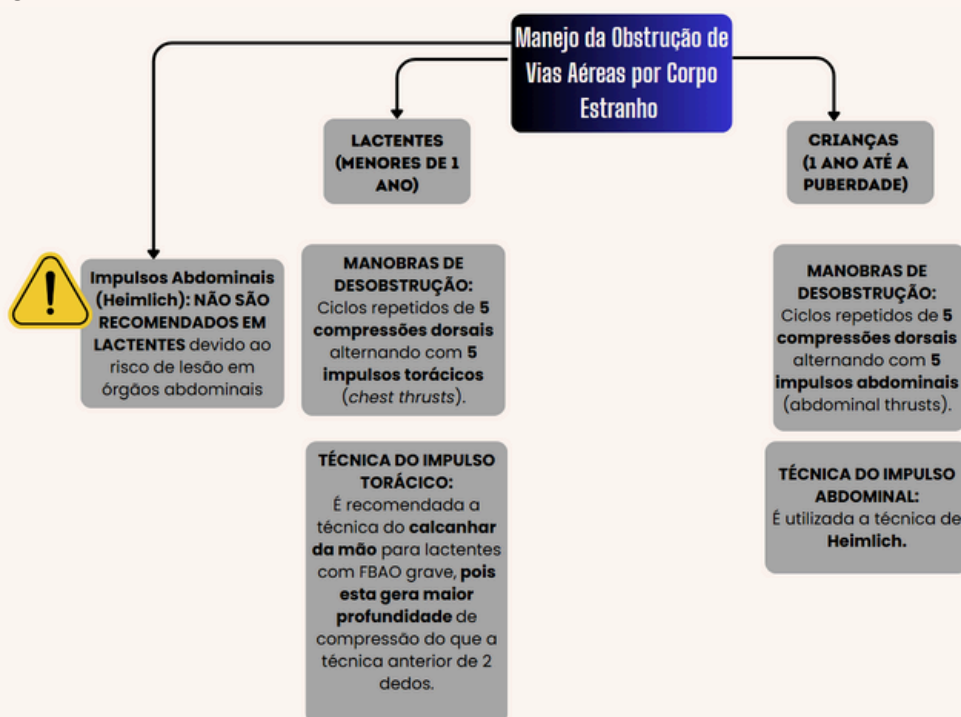 Manejo da Obstrução de
Vias Aéreas por Corpo
Estranho
LACTENTES
(MENORES DE 1
ANO)
CRIANÇAS
(1 ANO ATÉ A
PUBERDADE)
Impulsos Abdominais
(Heimlich): NÃO SÃO
RECOMENDADOS EM
LACTENTES devido ao
risco de lesão em
órgãos abdominais
MANOBRAS DE
DESOBSTRUÇÃO:
Ciclos repetidos de 5
compressões dorsais
alternando com 5
impulsos torácicos
(chest thrusts).
MANOBRAS DE
DESOBSTRUÇÃO:
Ciclos repetidos de 5
compressões dorsais
alternando com 5
impulsos abdominais
(abdominal thrusts).
TÉCNICA DO IMPULSO
TORÁCICO:
É recomendada a
técnica do calcanhar
da mão para lactentes
com FBAO grave, pois
esta gera maior
profundidade de
compressão do que a
técnica anterior de 2
dedos.
TÉCNICA DO IMPULSO
ABDOMINAL:
É utilizada a técnica de
Heimlich.